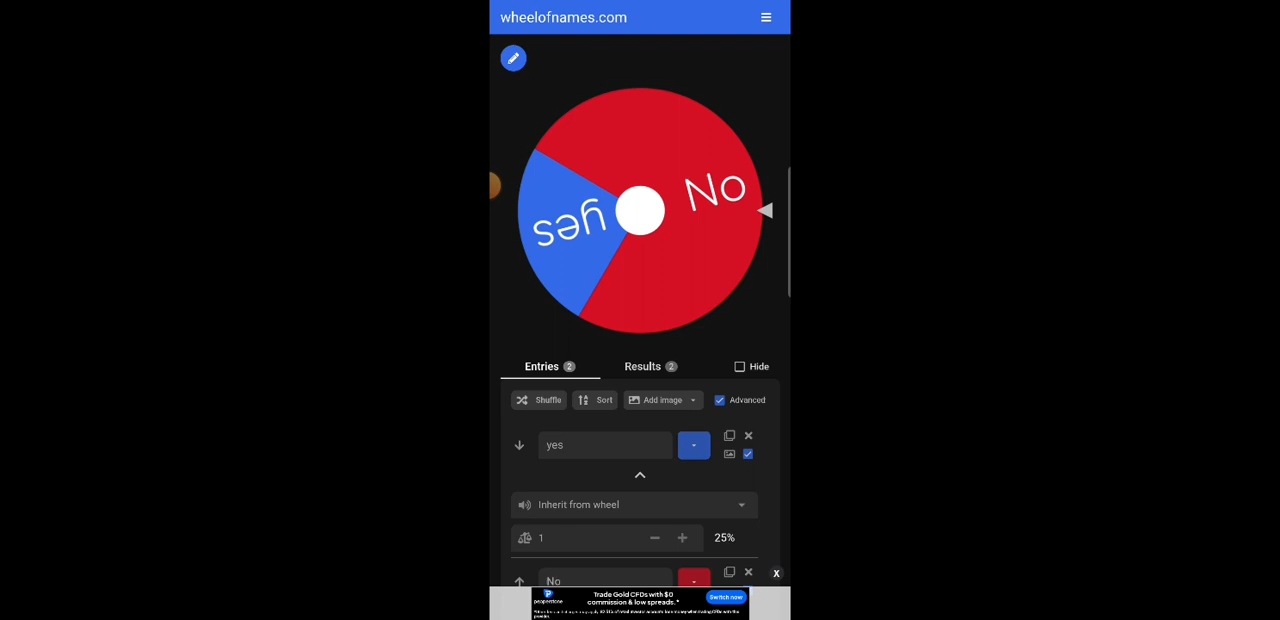 wheelofnames.com
No
yes
Entries 2
Results 2
Hide
Shuffle
Sort
Add image
Advanced
yes
Inherit from wheel
1
25%
No
X
Trade Gold CFDs with $0
commission & low spreads.*
Switch now
pepperstone